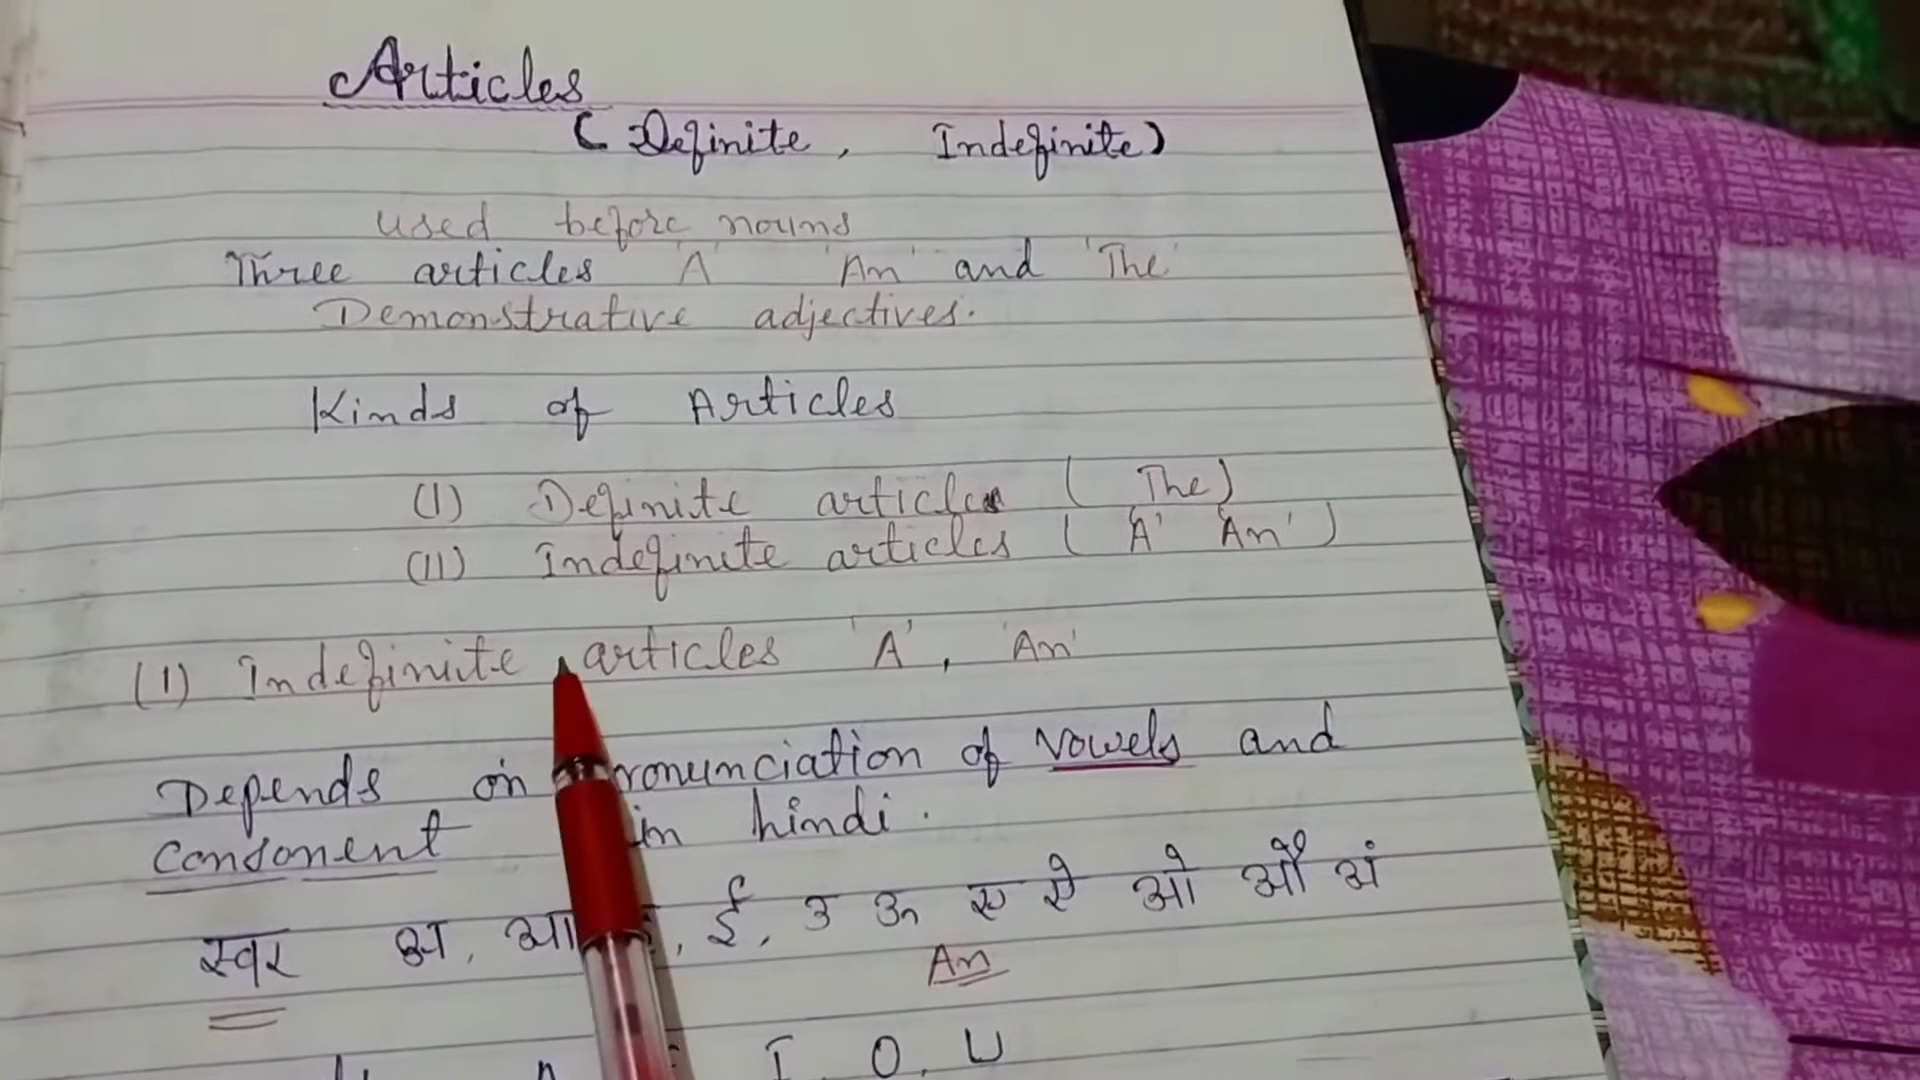 Articles
(Definite, Indefinite)
used before nouns
Three articles 'A' 'An' and 'The'
Demonstrative adjectives.
Kinds of Articles
(I) Definite article (The)
(II) Indefinite articles ('A' 'An')
(1) Indefinite articles 'A', 'An'
Depends on ronunciation of vowels and
consonent in hindi.
स्वर अ, आ , ई, उ ऊ ए ऐ ओ औ अं
An
I O, U